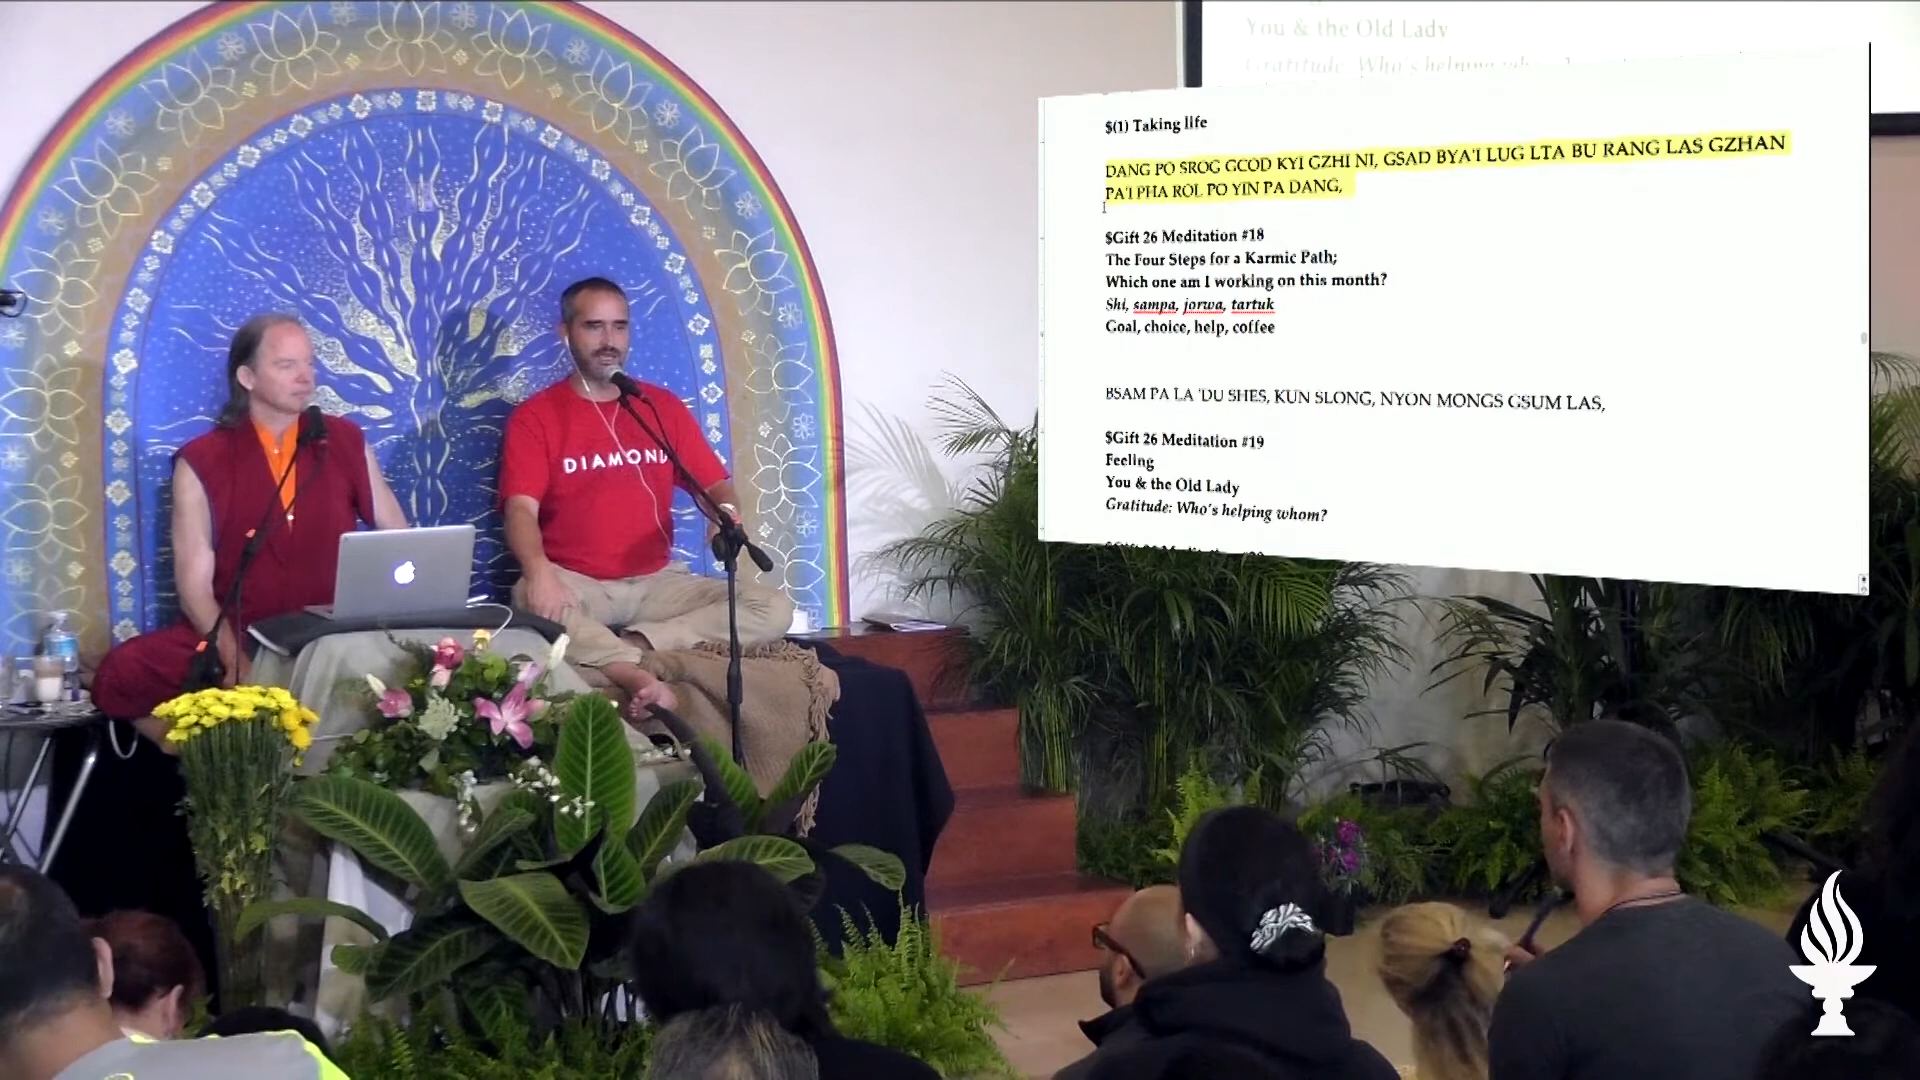 You & the Old Lady
Gratitude: Who's helping
$(1) Taking life
DANG PO SROG GCOD KYI GZHI NI, GSAD BYA'I LUG LTA BU RANG LAS GZHAN
PA'I PHA ROL PO YIN PA DANG,
$Gift 26 Meditation #18
The Four Steps for a Karmic Path;
Which one am I working on this month?
Shi, sampa, jorwa, tartuk
Goal, choice, help, coffee
BSAM PA LA 'DU SHES, KUN SLONG, NYON MONGS GSUM LAS,
$Gift 26 Meditation #19
Feeling
You & the Old Lady
Gratitude: Who's helping whom?
DIAMOND